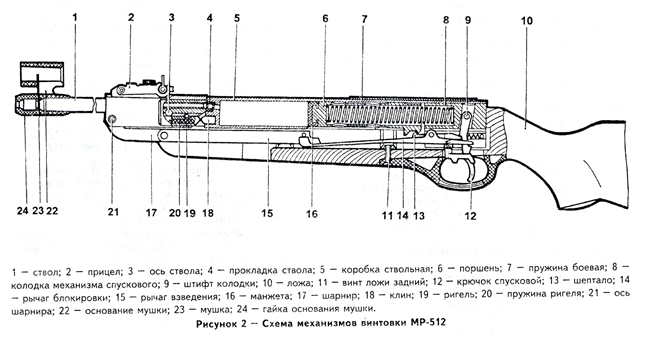 1 2 3 4 5 6 7 8 9 10
24 23 22 21 17 20 19 18 15 16 11 14 13 12
1 — ствол; 2 — прицел; 3 — ось ствола; 4 — прокладка ствола; 5 — коробка ствольная; 6 — поршень; 7 — пружина боевая; 8 —
колодка механизма спускового; 9 — штифт колодки; 10 — ложа; 11 — винт ложи задний; 12 — крючок спусковой; 13 — шептало; 14
— рычаг блокировки; 15 — рычаг взведения; 16 — манжета; 17 — шарнир; 18 — клин; 19 — ригель; 20 — пружина ригеля; 21 — ось
шарнира; 22 — основание мушки; 23 — мушка; 24 — гайка основания мушки.
Рисунок 2 — Схема механизмов винтовки МР-512